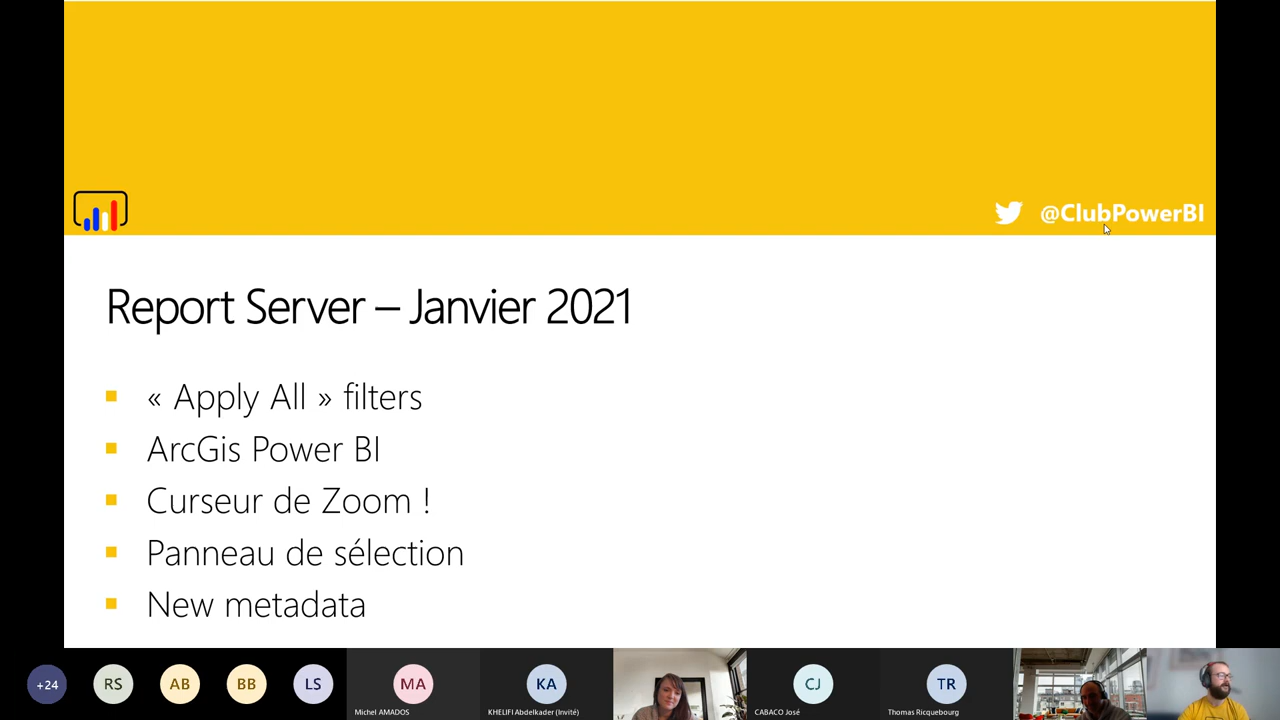 @ClubPowerBI
Report Server – Janvier 2021
« Apply All » filters
ArcGis Power BI
Curseur de Zoom !
Panneau de sélection
New metadata
+24
RS
AB
BB
LS
MA
Michel AMADOS
KA
KHELIFI Abdelkader (Invité)
CJ
CABACO José
TR
Thomas Ricquebourg